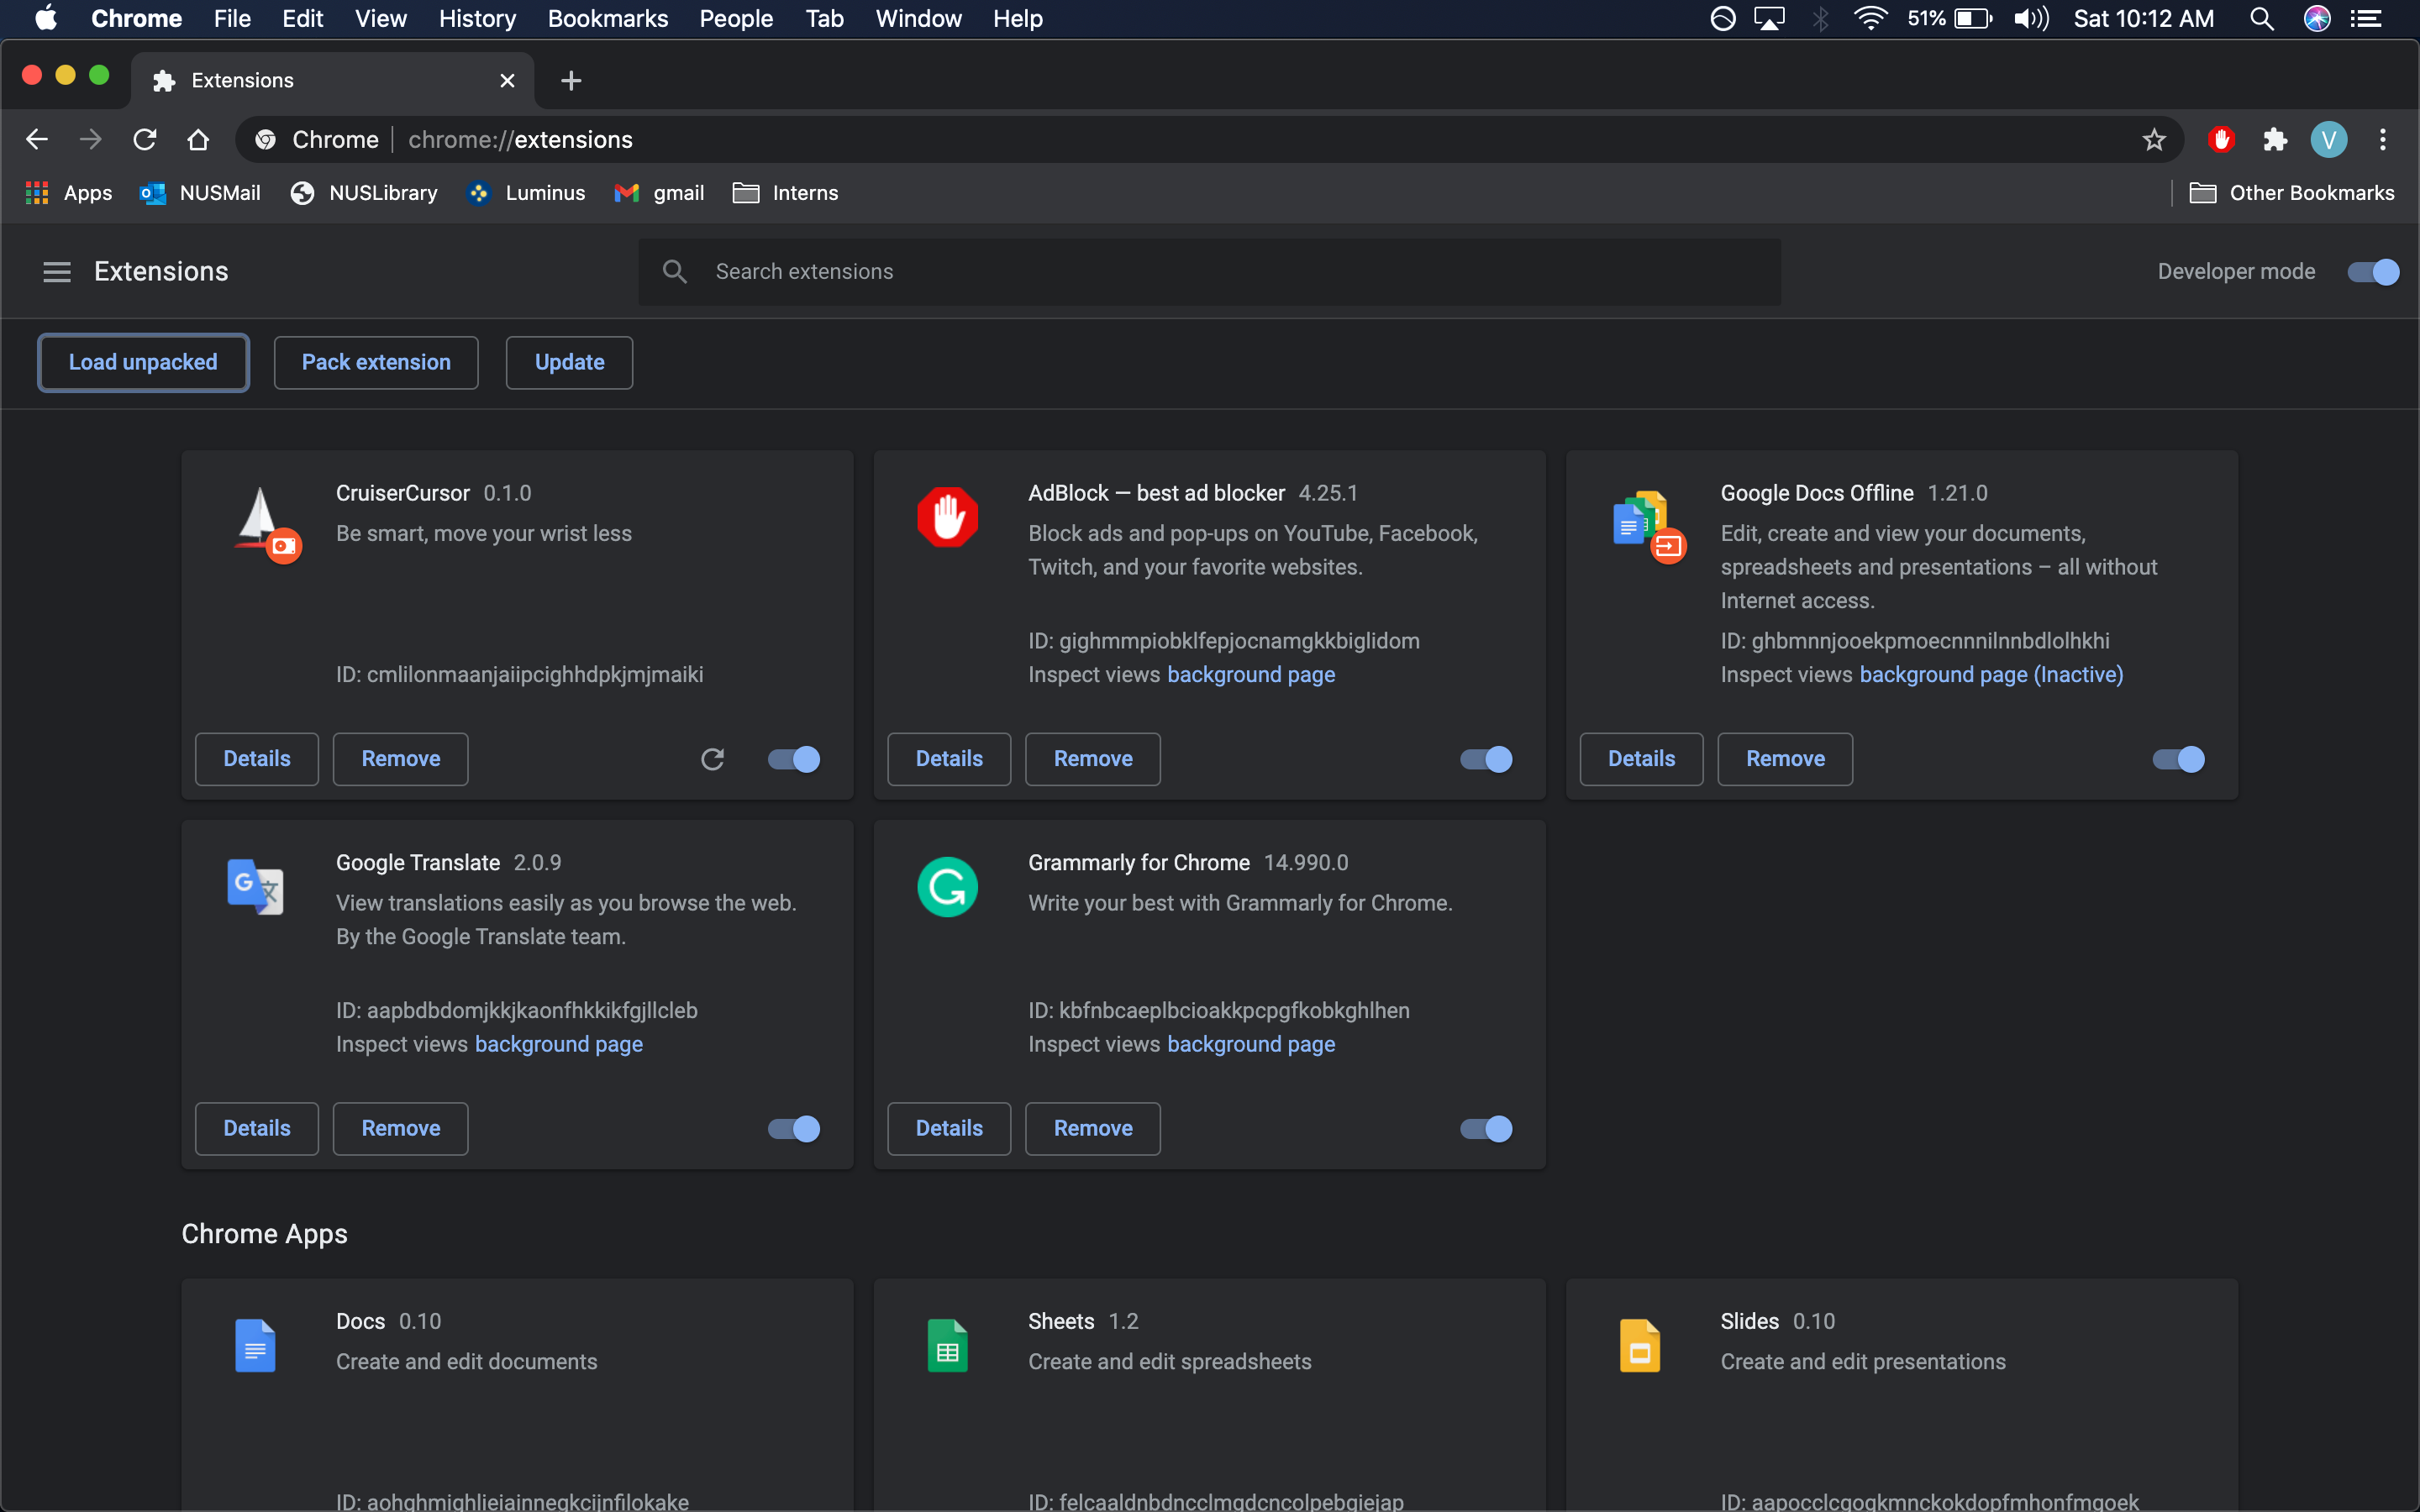 Chrome File Edit View History Bookmarks People Tab Window Help 51% Sat 10:12 AM
Extensions
Chrome chrome://extensions V
Apps NUSMail NUSLibrary Luminus gmail Interns Other Bookmarks
Extensions Search extensions Developer mode
Load unpacked Pack extension Update
CruiserCursor 0.1.0
Be smart, move your wrist less
ID: cmlilonmaanjaiipcighhdpkjmjmaiki
Details Remove
AdBlock — best ad blocker 4.25.1
Block ads and pop-ups on YouTube, Facebook,
Twitch, and your favorite websites.
ID: gighmmpiobklfepjocnamgkkbiglidom
Inspect views background page
Details Remove
Google Docs Offline 1.21.0
Edit, create and view your documents,
spreadsheets and presentations – all without
Internet access.
ID: ghbmnnjooekpmoecnnnilnnbdlolhkhi
Inspect views background page (Inactive)
Details Remove
Google Translate 2.0.9
View translations easily as you browse the web.
By the Google Translate team.
ID: aapbdbdomjkkjkaonfhkkikfgjllcleb
Inspect views background page
Details Remove
Grammarly for Chrome 14.990.0
Write your best with Grammarly for Chrome.
ID: kbfnbcaeplbcioakkpcpgfkobkghlhen
Inspect views background page
Details Remove
Chrome Apps
Docs 0.10
Create and edit documents
ID: aohghmighlieiainnegkcijnfilokake
Sheets 1.2
Create and edit spreadsheets
ID: felcaaldnbdncclmgdcncolpebgiejap
Slides 0.10
Create and edit presentations
ID: aapocclcgogkmnckokdopfmhonfmgoek